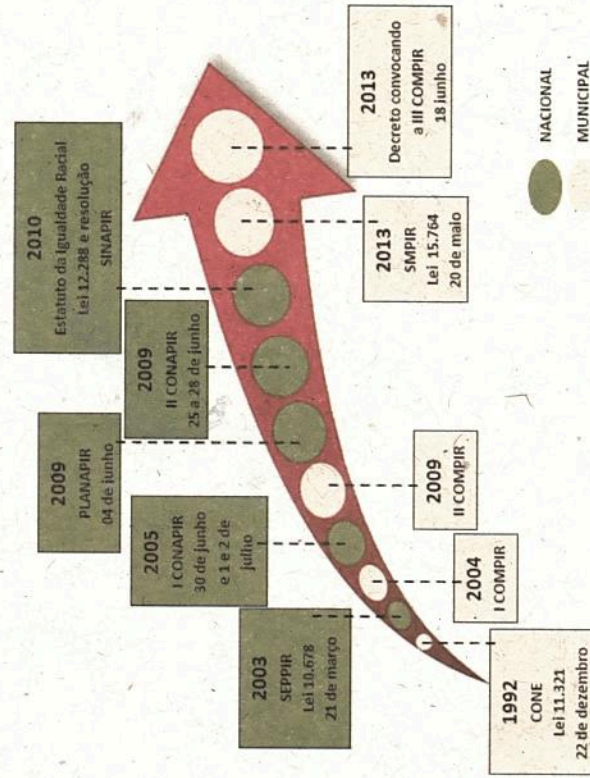 1992
CONE
Lei 11.321
22 de dezembro
2003
SEPPIR
Lei 10.678
21 de março
2004
I COMPIR
2005
I CONAPIR
30 de junho
e 1 e 2 de
julho
2009
II COMPIR
2009
PLANAPIR
04 de junho
2009
II CONAPIR
25 a 28 de junho
2010
Estatuto da Igualdade Racial
Lei 12.288 e resolução
SINAPIR
2013
SMPIR
Lei 15.764
20 de maio
2013
Decreto convocando
a III COMPIR
18 junho
NACIONAL
MUNICIPAL